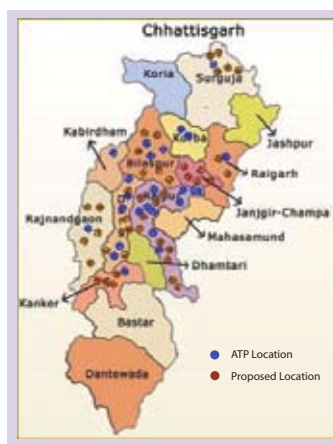 Chhattisgarh
Koria
Surguja
Kabirdham
Korba
Jashpur
Bilaspur
Raigarh
Rajnandgaon
Janjgir-Champa
Mahasamund
Dhamtari
Kanker
Bastar
ATP Location
Proposed Location
Dantewada